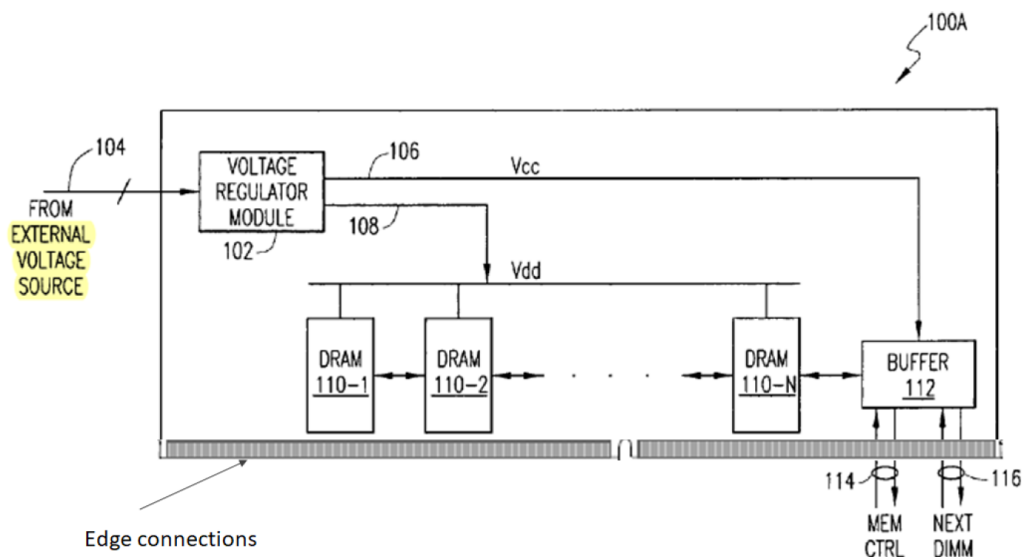 100A
104
FROM
EXTERNAL
VOLTAGE
SOURCE
VOLTAGE
REGULATOR
MODULE
102
106
Vcc
108
Vdd
DRAM
110-1
DRAM
110-2
. . . .
DRAM
110-N
BUFFER
112
114
116
MEM
CTRL
NEXT
DIMM
Edge connections